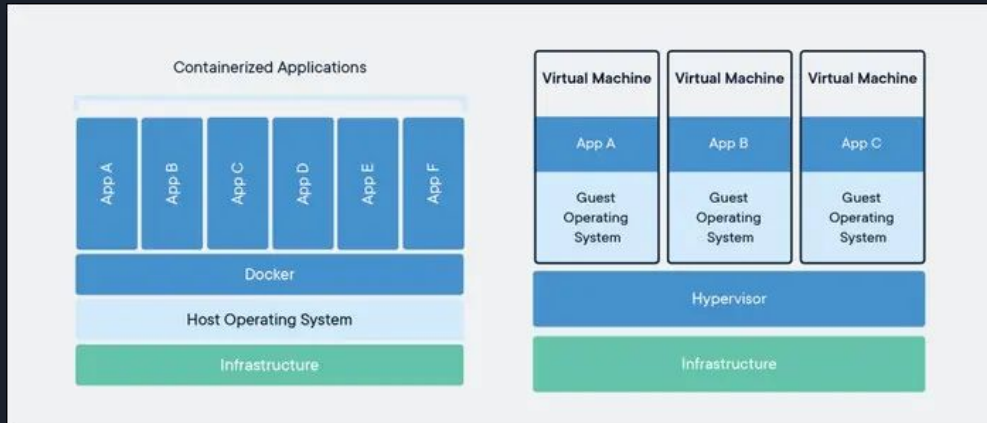 Containerized Applications
App A
App B
App C
App D
App E
App F
Docker
Host Operating System
Infrastructure
Virtual Machine
App A
Guest
Operating
System
Virtual Machine
App B
Guest
Operating
System
Virtual Machine
App C
Guest
Operating
System
Hypervisor
Infrastructure